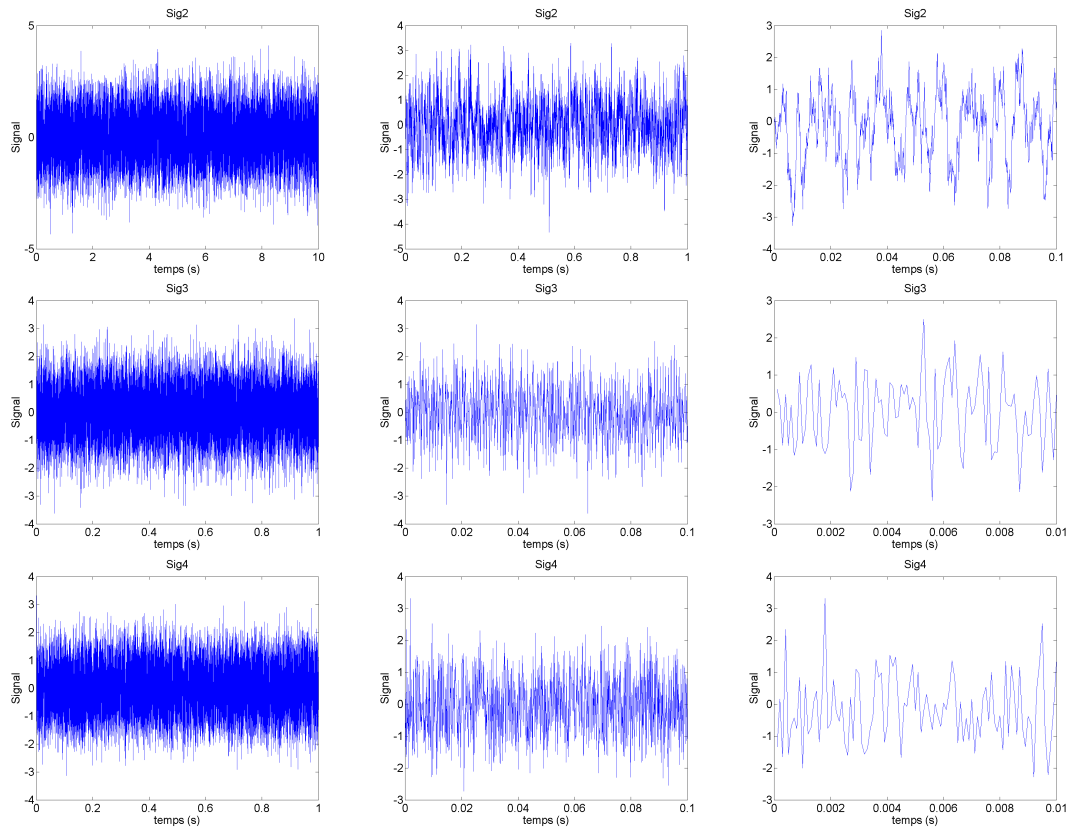 Sig2 Sig2 Sig2
5 4 3
3 2
2 1
Signal 0 Signal 1 0 Signal 0
-1 -1
-2 -2
-3 -3
-4
-5 -5 -4
0 2 4 6 8 10 0 0.2 0.4 0.6 0.8 1 0 0.02 0.04 0.06 0.08 0.1
temps (s) temps (s) temps (s)
Sig3 Sig3 Sig3
4 4 3
3 3 2
2 2
1 1 1
Signal 0 Signal 0 Signal 0
-1 -1 -1
-2 -2
-3 -3 -2
-4 -4 -3
0 0.2 0.4 0.6 0.8 1 0 0.02 0.04 0.06 0.08 0.1 0 0.002 0.004 0.006 0.008 0.01
temps (s) temps (s) temps (s)
Sig4 Sig4 Sig4
4 4 4
3 3 3
2 2 2
1 1 1
Signal 0 Signal 0 Signal 0
-1 -1 -1
-2 -2 -2
-3
-4 -3 -3
0 0.2 0.4 0.6 0.8 1 0 0.02 0.04 0.06 0.08 0.1 0 0.002 0.004 0.006 0.008 0.01
temps (s) temps (s) temps (s)